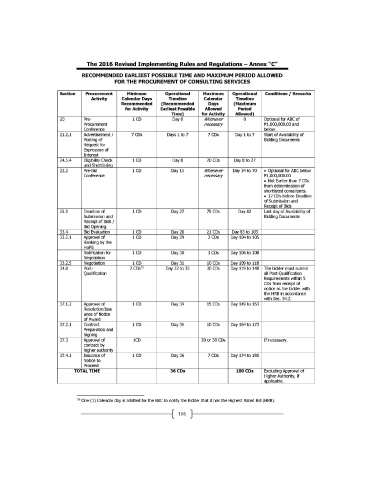 The 2016 Revised Implementing Rules and Regulations – Annex "C"
RECOMMENDED EARLIEST POSSIBLE TIME AND MAXIMUM PERIOD ALLOWED
FOR THE PROCUREMENT OF CONSULTING SERVICES
Section Procurement Activity Minimum Calendar Days Recommended for Activity Operational Timeline (Recommended Earliest Possible Time) Maximum Calendar Days Allowed for Activity Operational Timeline (Maximum Period Allowed) Conditions / Remarks
20 Pre-Procurement Conference 1 CD Day 0 Whenever necessary 0 Optional for ABC of P1,000,000.00 and below.
21.2.1 Advertisement / Posting of Request for Expression of Interest 7 CDs Days 1 to 7 7 CDs Day 1 to 7 Start of Availability of Bidding Documents
24.5.4 Eligibility Check and Shortlisting 1 CD Day 8 20 CDs Day 8 to 27
22.2 Pre-Bid Conference 1 CD Day 11 Whenever necessary • Optional for ABC below P1,000,000.00
• Not Earlier than 7 CDs from determination of shortlisted consultants.
• 12 CDs before Deadline of Submission and Receipt of Bids
25.5 Deadline of Submission and Receipt of Bids / Bid Opening 1 CD 75 CDs Day 82 Last day of Availability of Bidding Documents
33.4 Bid Evaluation 1 CD Day 28 21 CDs Day 83 to 103
33.2.1 Approval of Ranking by the HoPE 1 CD Day 29 2 CDs Day 104 to 105
Notification for Negotiation 1 CD Day 30 3 CDs Day 106 to 108
33.2.5 Negotiation 1 CD Day 31 10 CDs Day 109 to 118
34.8 Post-Qualification 2 CDs Day 32 to 33 30 CDs Day 119 to 148 The bidder must submit all Post-Qualification Requirements within 5 CDs from receipt of notice as the bidder with the HRB in accordance with Sec. 34.2.
37.1.2 Approval of Resolution/Issuance of Notice of Award 1 CD Day 34 15 CDs Day 149 to 163
37.2.1 Contract Preparation and Signing 1 CD Day 35 10 CDs Day 164 to 173
37.3 Approval of contract by higher authority 1CD 20 or 30 CDs If necessary
37.4.1 Issuance of Notice to Proceed 1 CD Day 36 7 CDs Day 174 to 180
TOTAL TIME 36 CDs 180 CDs Excluding Approval of Higher Authority, if applicable.
One (1) Calendar day is allotted for the BAC to notify the Bidder that it has the Highest Rated Bid (HRB).